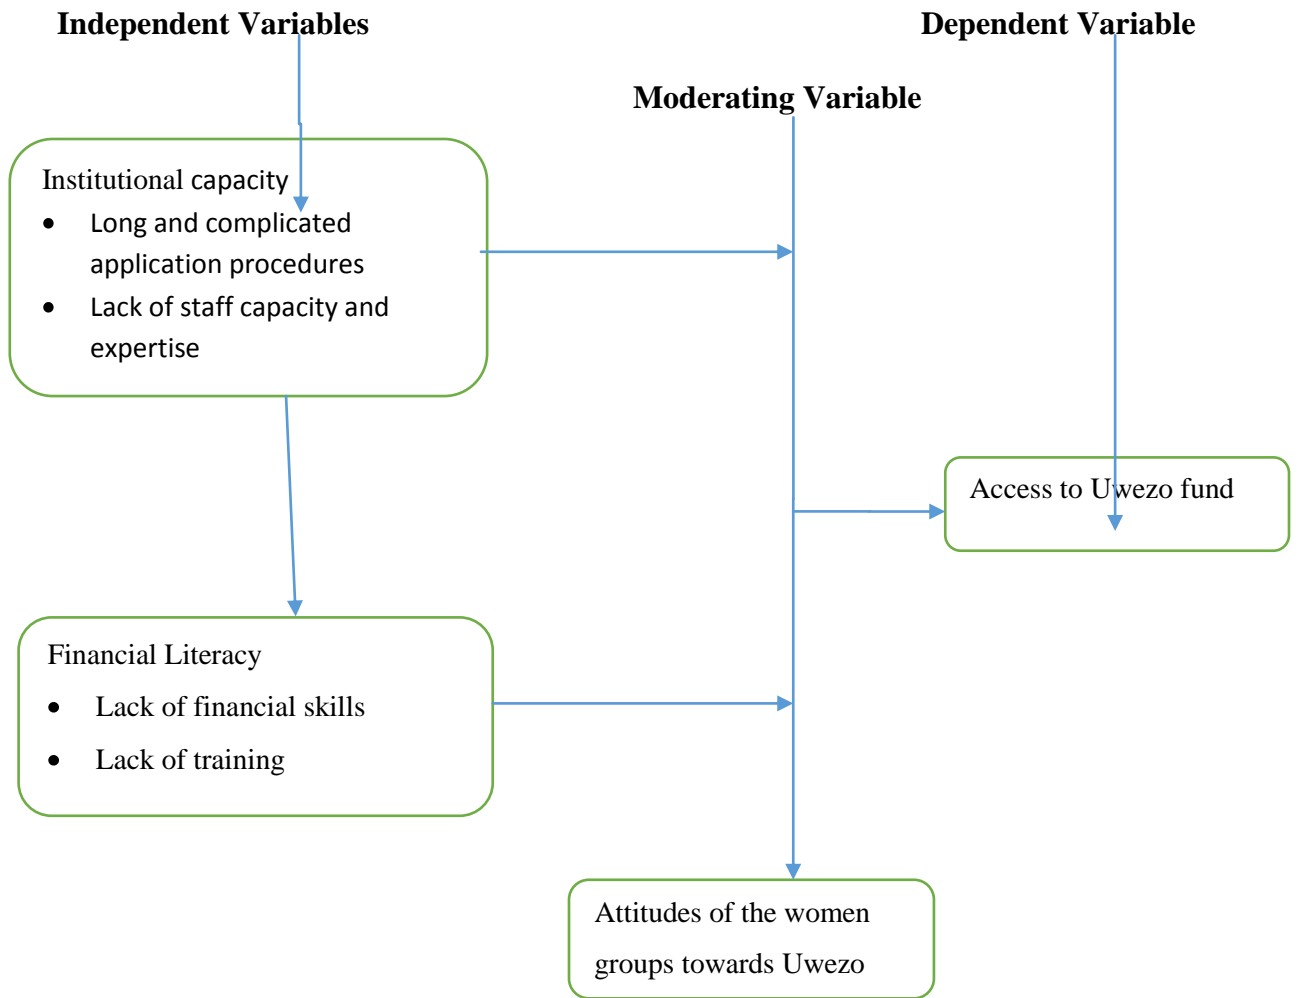 Independent Variables
Dependent Variable
Moderating Variable
Institutional capacity
• Long and complicated
application procedures
• Lack of staff capacity and
expertise
Access to Uwezo fund
Financial Literacy
• Lack of financial skills
• Lack of training
Attitudes of the women
groups towards Uwezo